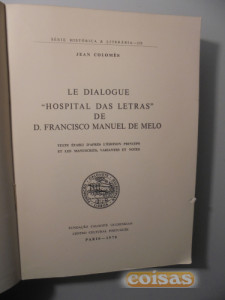 SÉRIE HISTÓRICA & LITERÁRIA
JEAN COLOMÈS
LE DIALOGUE
"HOSPITAL DAS LETRAS"
DE
D. FRANCISCO MANUEL DE MELO
TEXTE ÉTABLI D'APRÈS L'ÉDITION PRINCEPS
ET LES MANUSCRITS, VARIANTES ET NOTES
FUNDAÇÃO CALOUSTE GULBENKIAN
CENTRO CULTURAL PORTUGUÊS
PARIS — 1970
coisas